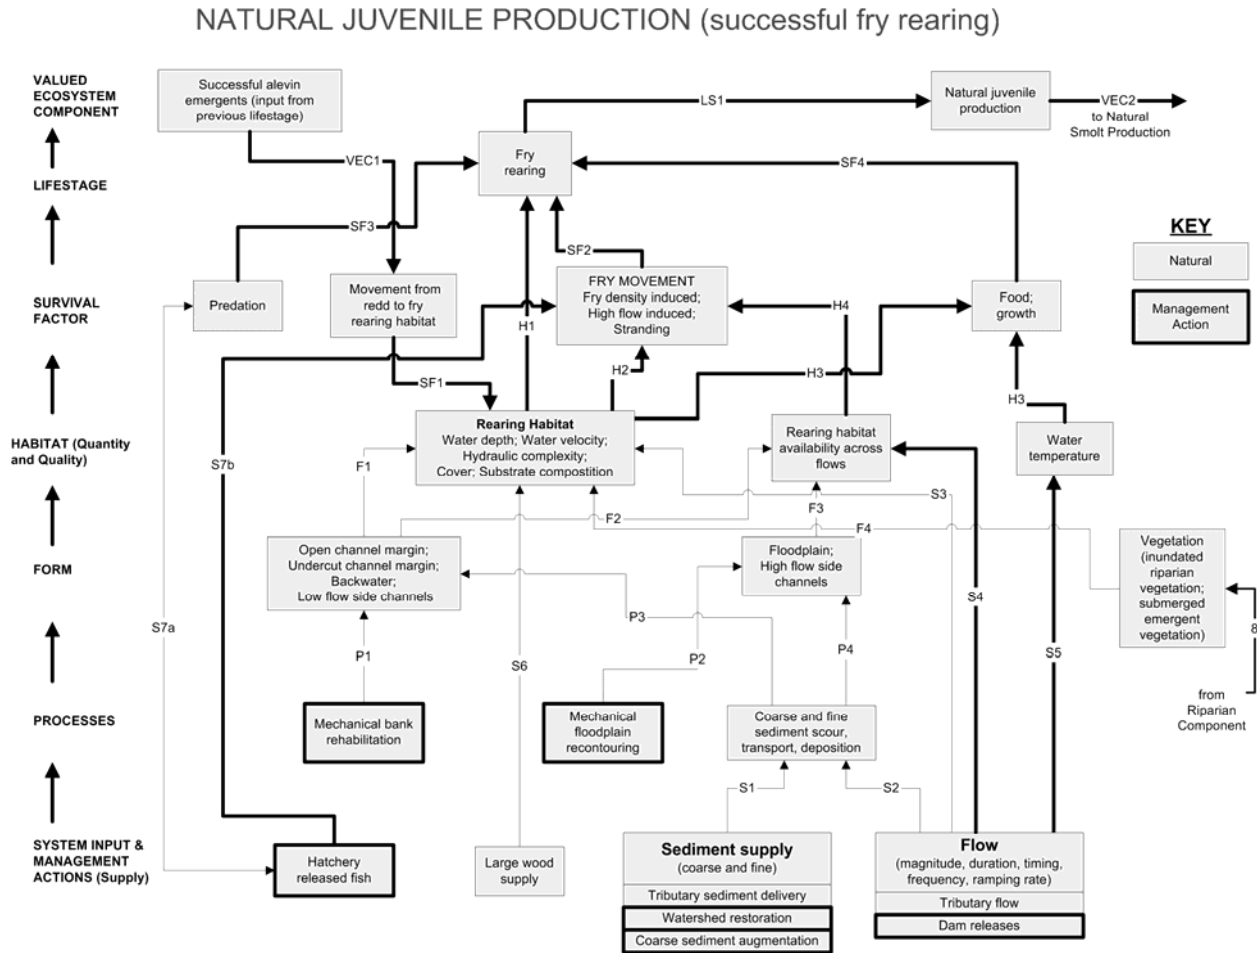 NATURAL JUVENILE PRODUCTION (successful fry rearing)
VALUED
ECOSYSTEM
COMPONENT
LIFESTAGE
SURVIVAL
FACTOR
HABITAT (Quantity
and Quality)
FORM
PROCESSES
SYSTEM INPUT &
MANAGEMENT
ACTIONS (Supply)
Successful alevin
emergents (input from
previous lifestage)
VEC1
LS1
Natural juvenile
production
VEC2
to Natural
Smolt Production
Fry
rearing
SF3
SF4
SF2
KEY
Natural
Management
Action
Predation
Movement from
redd to fry
rearing habitat
FRY MOVEMENT
Fry density induced;
High flow induced;
Stranding
Food;
growth
H1
H4
H2
H3
H3
SF1
Rearing Habitat
Water depth; Water velocity;
Hydraulic complexity;
Cover; Substrate compostition
Rearing habitat
availability across
flows
Water
temperature
S7b
F1
S3
F2
F3
F4
Open channel margin;
Undercut channel margin;
Backwater;
Low flow side channels
Floodplain;
High flow side
channels
Vegetation
(inundated
riparian
vegetation;
submerged
emergent
vegetation)
S4
S7a
P3
8
P1
S6
P2
P4
S5
from
Riparian
Component
Mechanical bank
rehabilitation
Mechanical
floodplain
recontouring
Coarse and fine
sediment scour,
transport, deposition
S1
S2
Hatchery
released fish
Large wood
supply
Sediment supply
(coarse and fine)
Tributary sediment delivery
Watershed restoration
Coarse sediment augmentation
Flow
(magnitude, duration, timing,
frequency, ramping rate)
Tributary flow
Dam releases